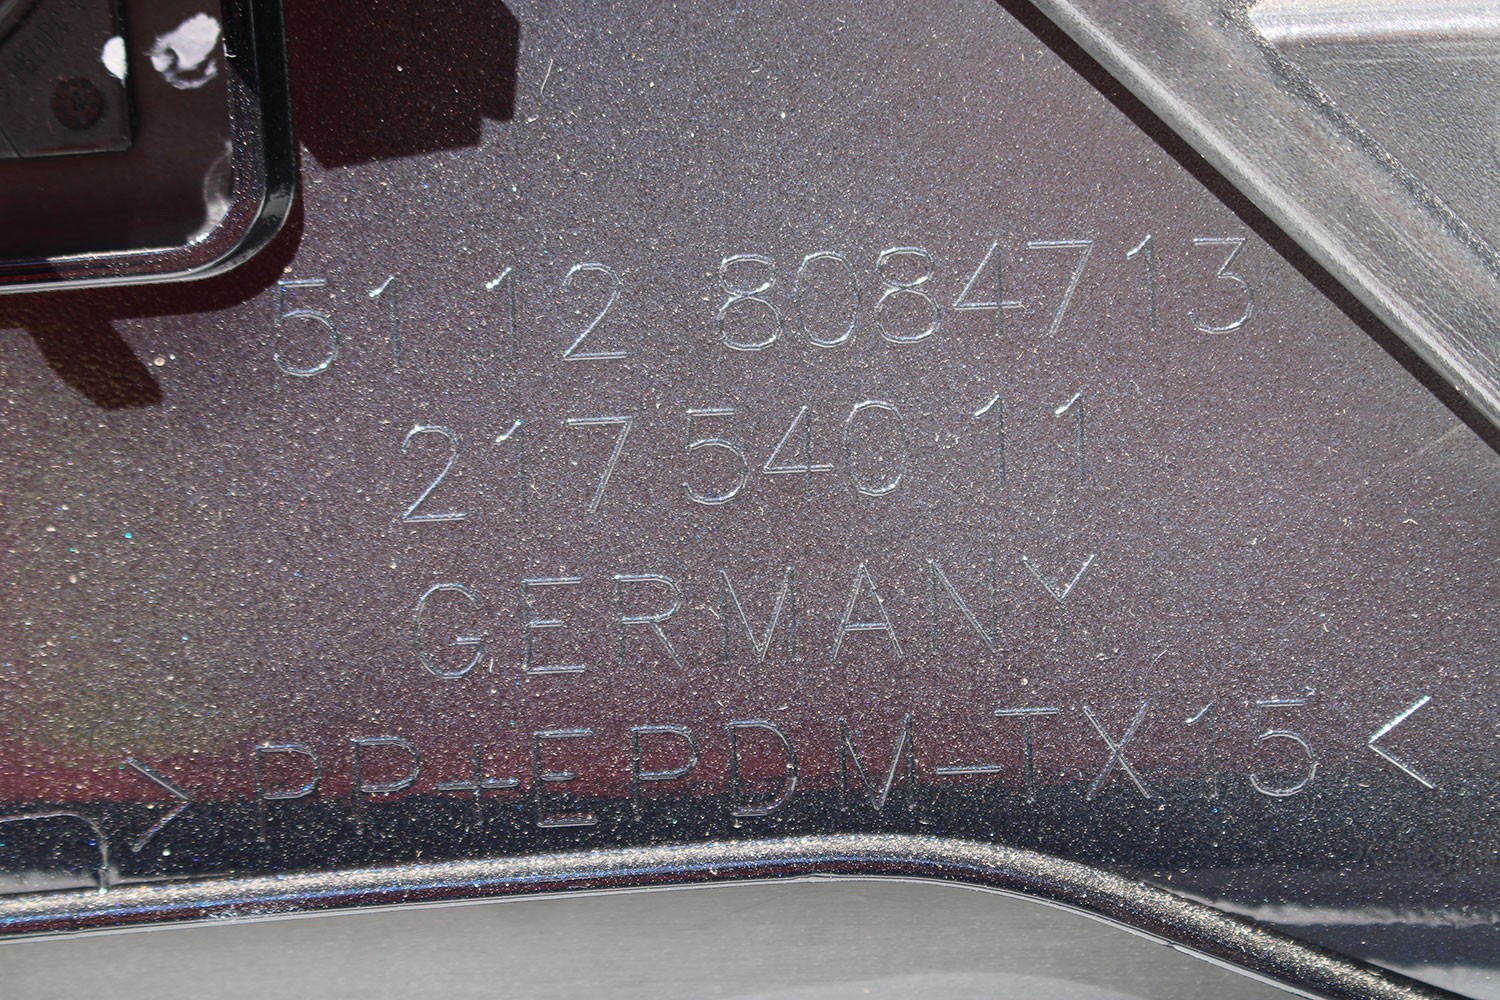 51 12 8084713
217 540 11
GERMANY
>PP+EPDM-TX15<